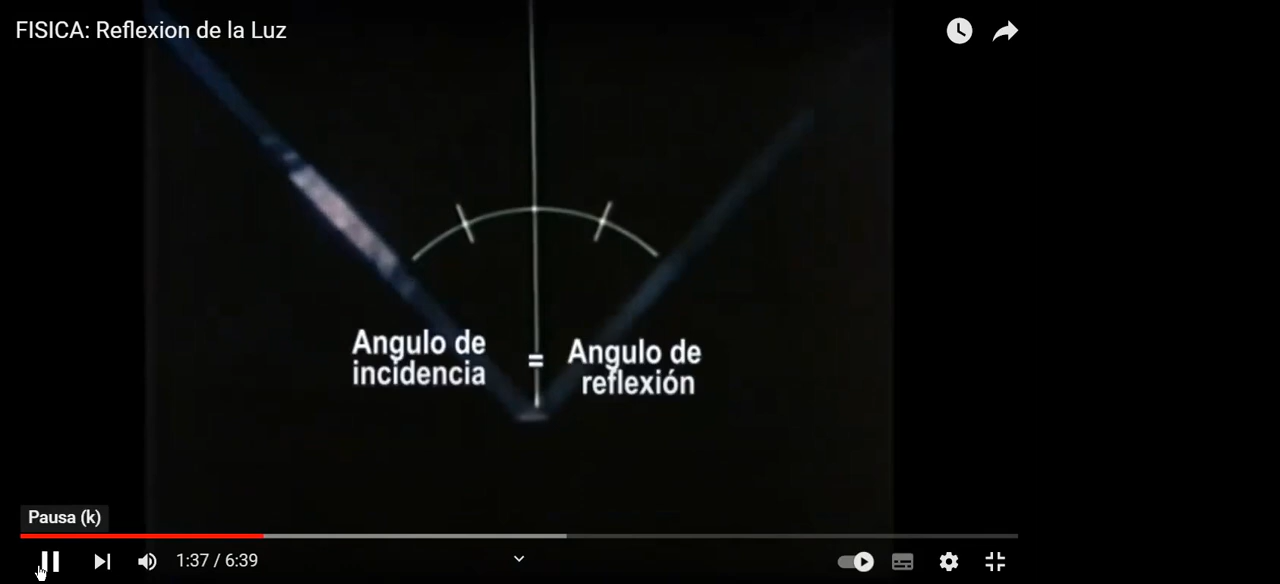 FISICA: Reflexion de la Luz
Angulo de
incidencia
=
Angulo de
reflexión
Pausa (k)
1:37 / 6:39